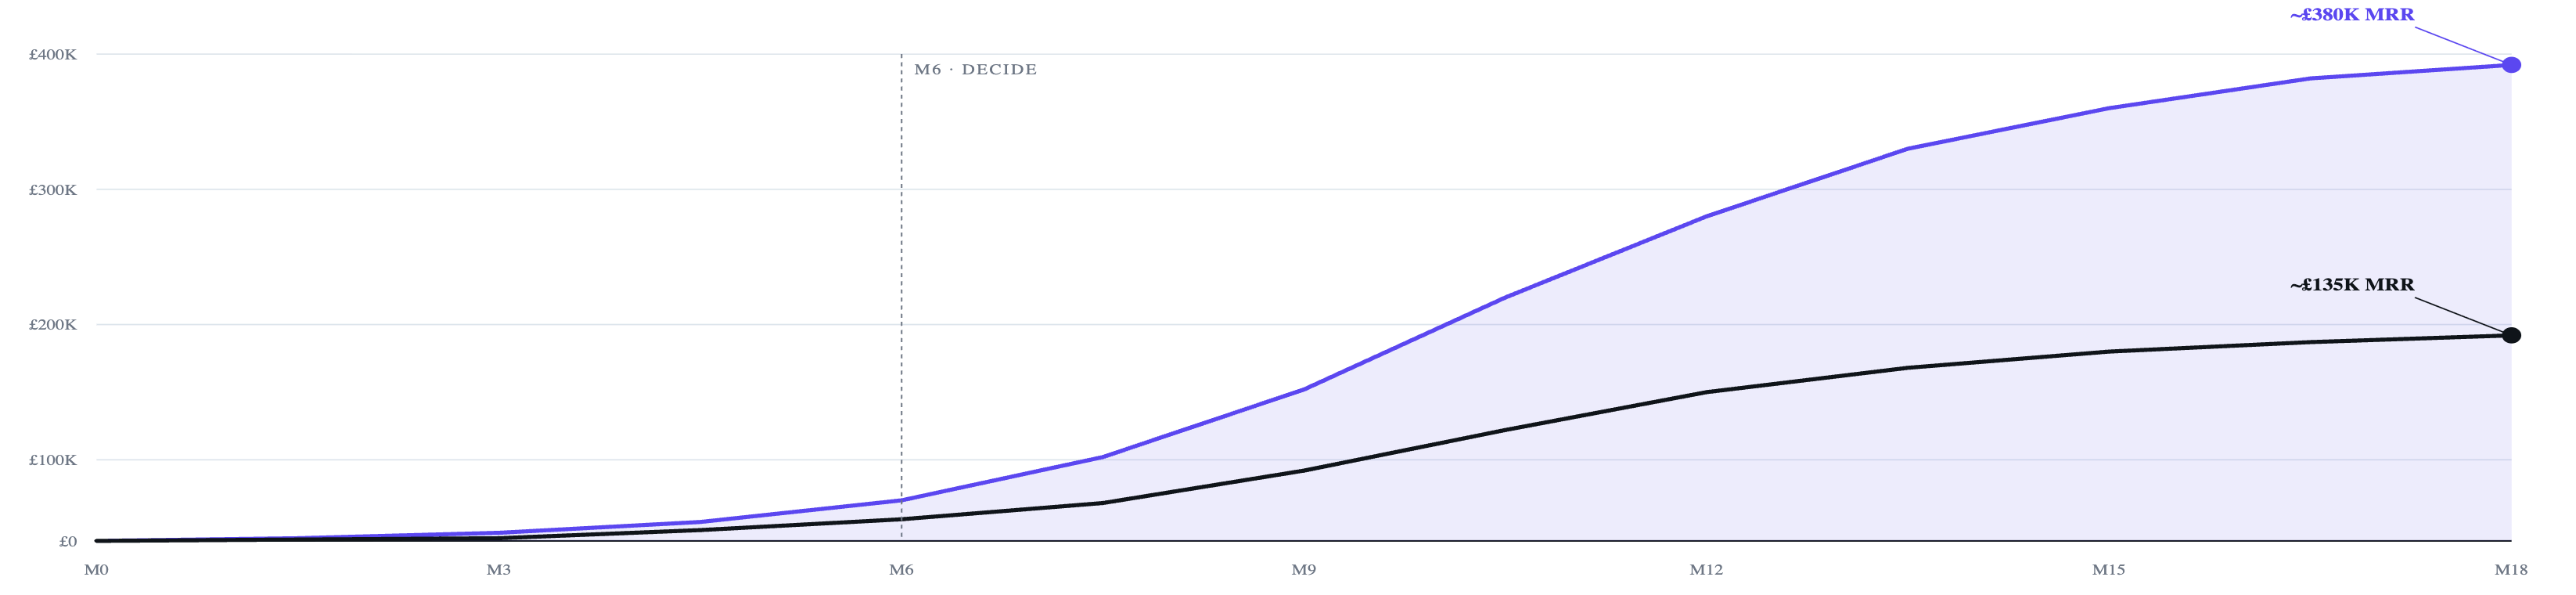 ~£380K MRR
£400K
M6 · DECIDE
£300K
~£135K MRR
£200K
£100K
£0
M0 M3 M6 M9 M12 M15 M18